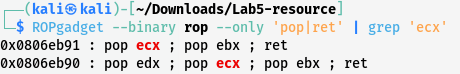 ┌──(kali㉿kali)-[~/Downloads/Lab5-resource]
└─$ ROPgadget --binary rop --only 'pop|ret' | grep 'ecx'
0x0806eb91 : pop ecx ; pop ebx ; ret
0x0806eb90 : pop edx ; pop ecx ; pop ebx ; ret